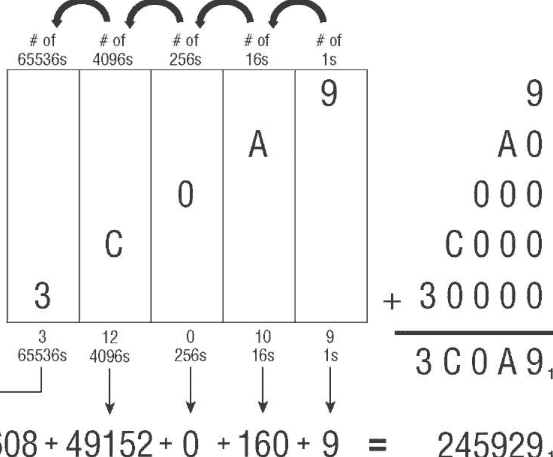 # of # of # of # of # of
65536s 4096s 256s 16s 1s
9 9
A A0
0 000
C C000
3 + 30000
3 12 0 10 9
65536s 4096s 256s 16s 1s
3C0A9
608 + 49152 + 0 + 160 + 9 = 245929